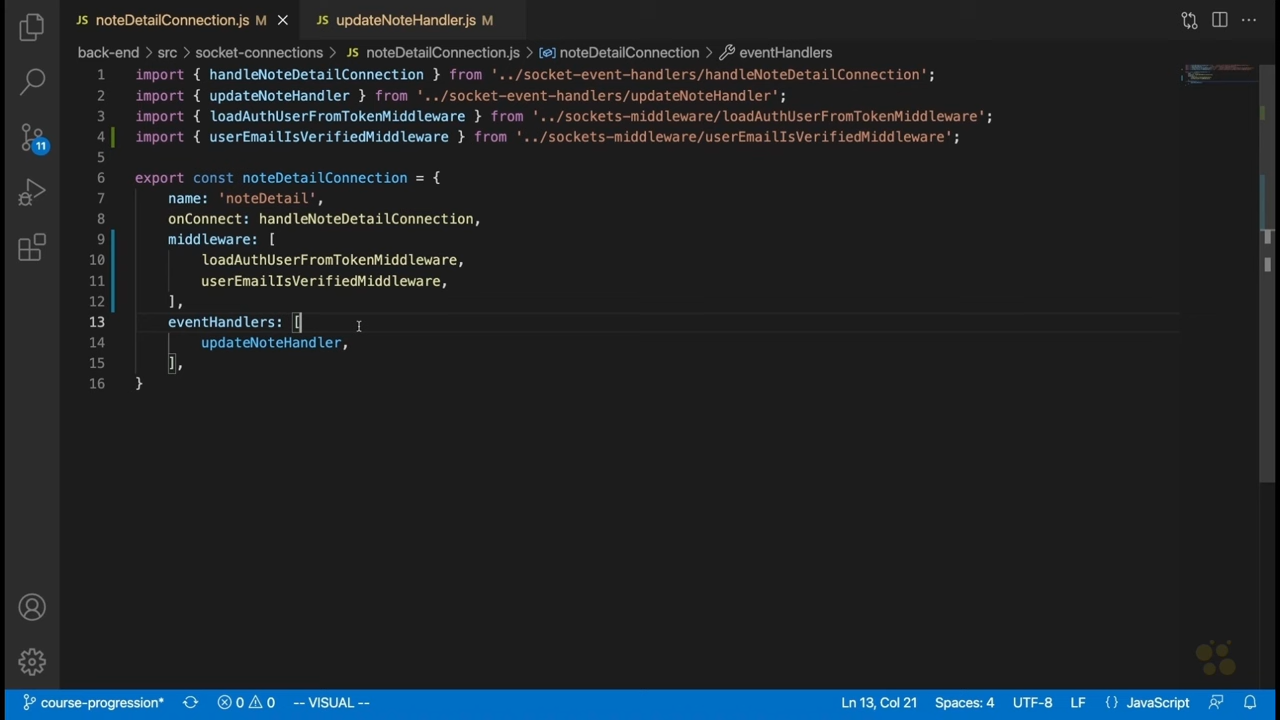 JS noteDetailConnection.js M
JS updateNoteHandler.js M
back-end > src > socket-connections > JS noteDetailConnection.js > noteDetailConnection > eventHandlers
1 import { handleNoteDetailConnection } from '../socket-event-handlers/handleNoteDetailConnection';
2 import { updateNoteHandler } from '../socket-event-handlers/updateNoteHandler';
3 import { loadAuthUserFromTokenMiddleware } from '../sockets-middleware/loadAuthUserFromTokenMiddleware';
4 import { userEmailIsVerifiedMiddleware } from '../sockets-middleware/userEmailIsVerifiedMiddleware';
5
6 export const noteDetailConnection = {
7 name: 'noteDetail',
8 onConnect: handleNoteDetailConnection,
9 middleware: [
10 loadAuthUserFromTokenMiddleware,
11 userEmailIsVerifiedMiddleware,
12 ],
13 eventHandlers: [
14 updateNoteHandler,
15 ],
16 }
11
course-progression* 0 0 -- VISUAL -- Ln 13, Col 21 Spaces: 4 UTF-8 LF {} JavaScript